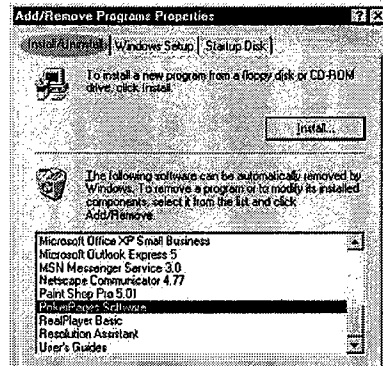 Add/Remove Programs Properties
Install/Uninstall Windows Setup Startup Disk
To install a new program from a floppy disk or CD-ROM
drive, click Install.
Install...
The following software can be automatically removed by
Windows. To remove a program or to modify its installed
components, select it from the list and click
Add/Remove.
Microsoft Office XP Small Business
Microsoft Outlook Express 5
MSN Messenger Service 3.0
Netscape Communicator 4.77
Paint Shop Pro 5.01
PokerPages Software
RealPlayer Basic
Resolution Assistant
User's Guides